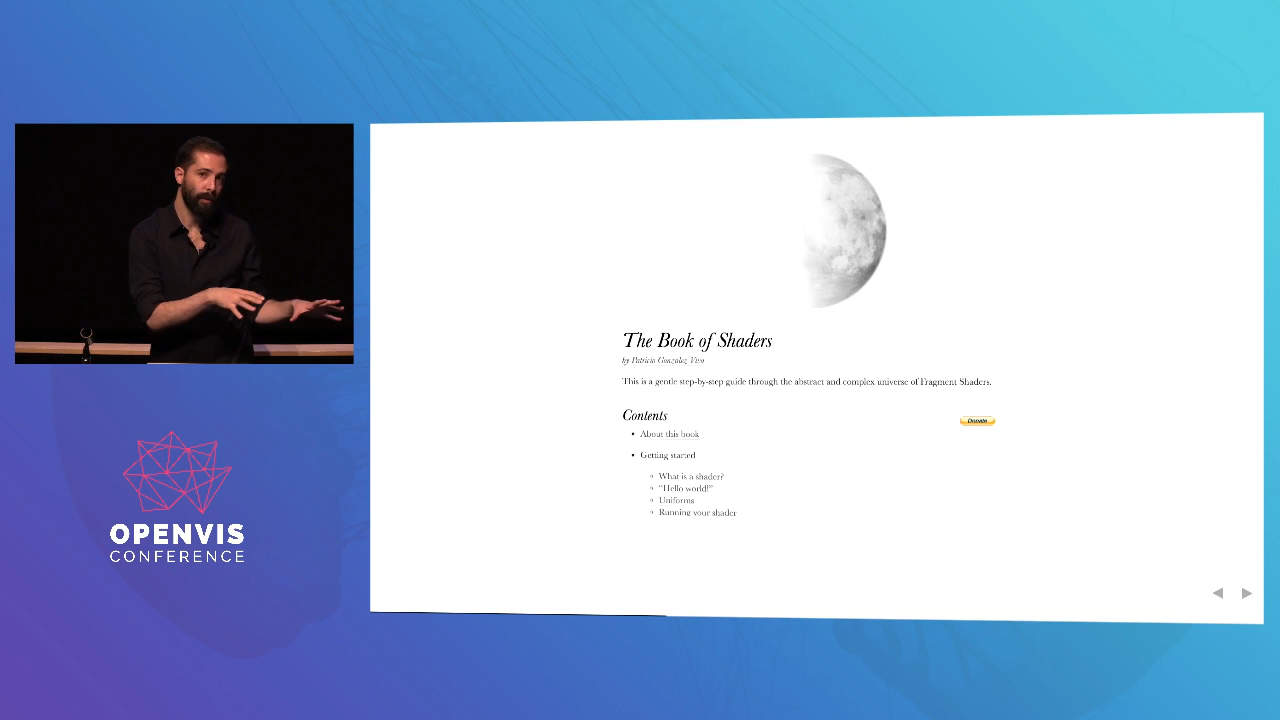 OPENVIS
CONFERENCE
The Book of Shaders
by Patricio Gonzalez Vivo
This is a gentle step-by-step guide through the abstract and complex universe of Fragment Shaders.
Contents
Donate
• About this book
• Getting started
◦ What is a shader?
◦ "Hello world!"
◦ Uniforms
◦ Running your shader